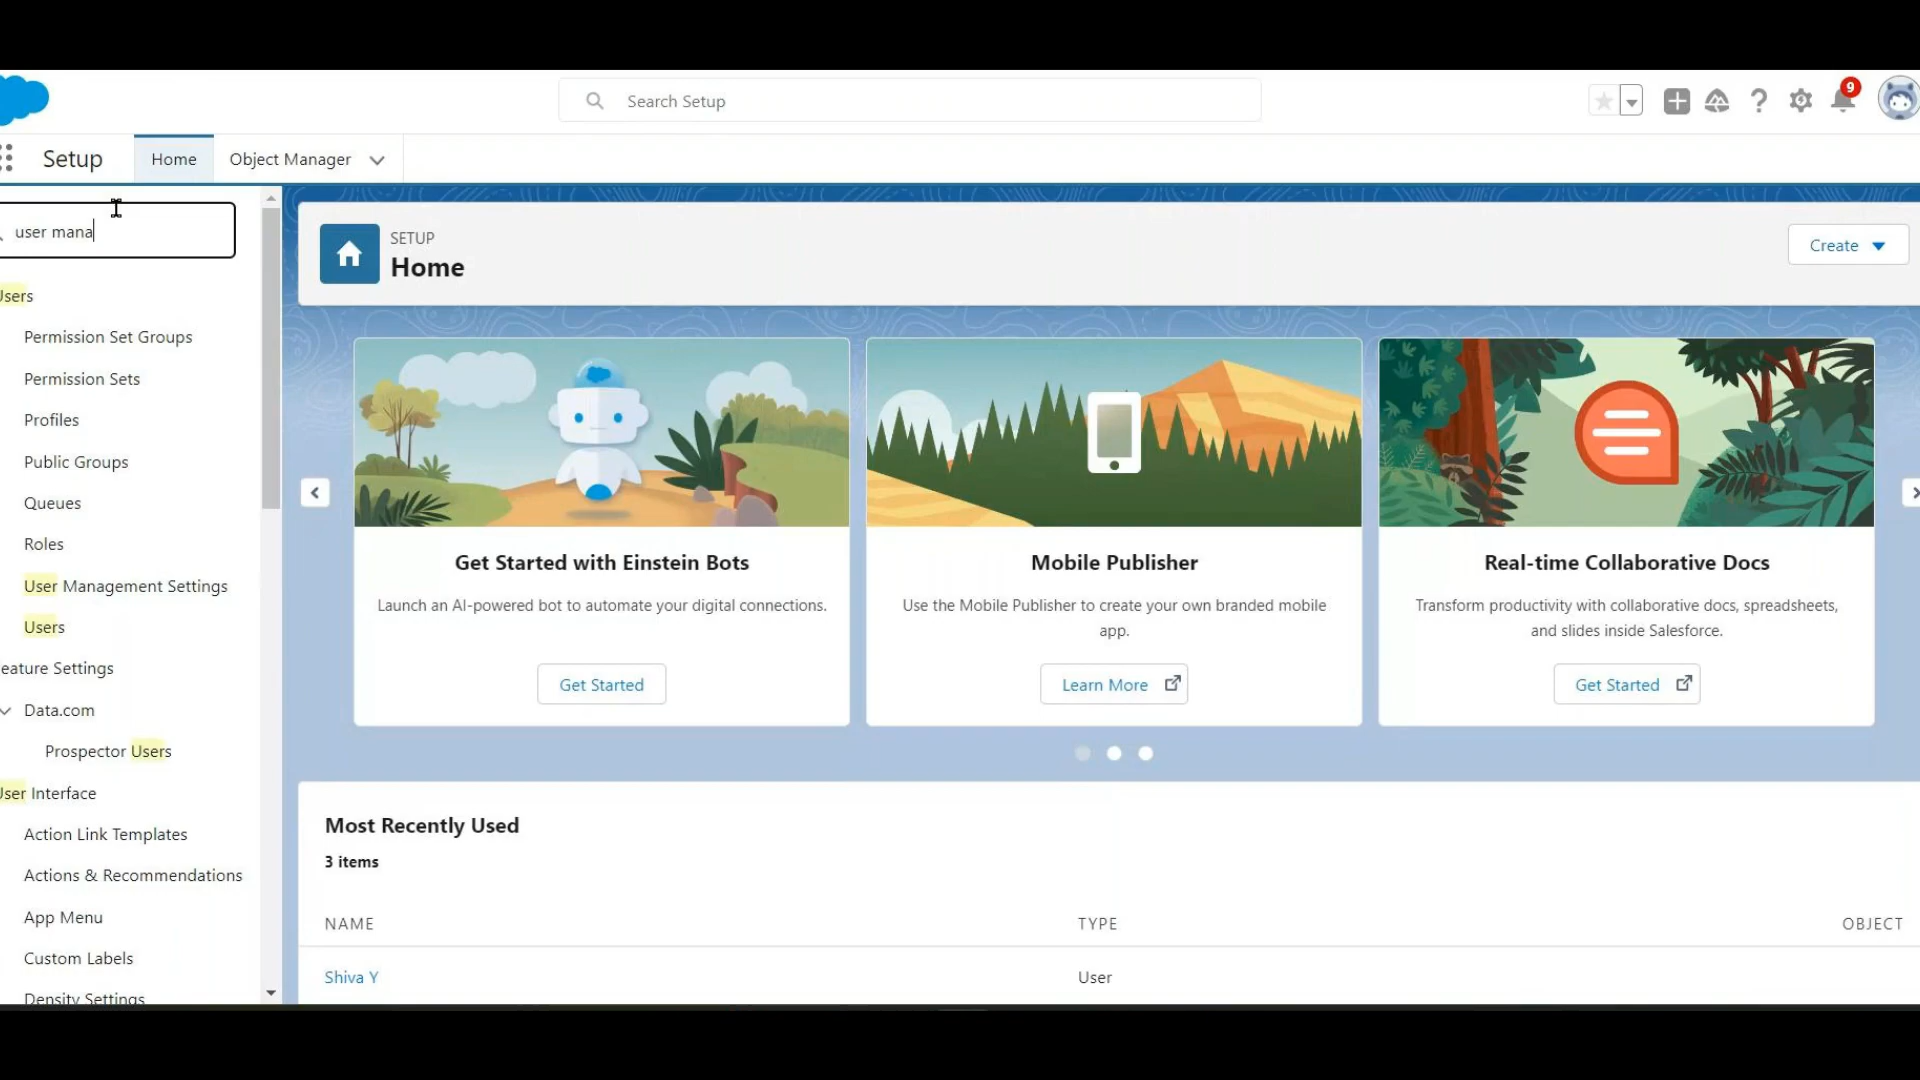 Search Setup
9
Setup
Home
Object Manager
user mana
Users
Permission Set Groups
Permission Sets
Profiles
Public Groups
Queues
Roles
User Management Settings
Users
eature Settings
Data.com
Prospector Users
User Interface
Action Link Templates
Actions & Recommendations
App Menu
Custom Labels
Density Settings
SETUP
Home
Create
Get Started with Einstein Bots
Launch an AI-powered bot to automate your digital connections.
Get Started
Mobile Publisher
Use the Mobile Publisher to create your own branded mobile
app.
Learn More
Real-time Collaborative Docs
Transform productivity with collaborative docs, spreadsheets,
and slides inside Salesforce.
Get Started
Most Recently Used
3 items
NAME TYPE OBJECT
Shiva Y User